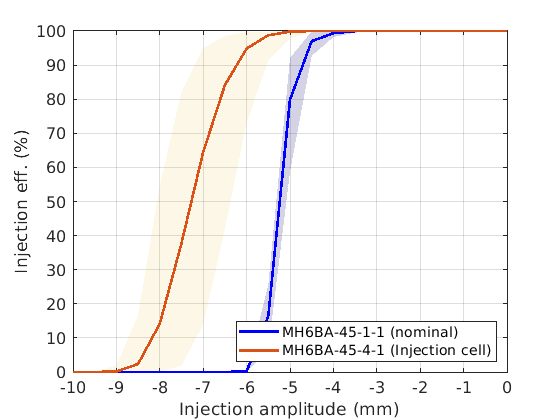 100
90
80
70
60
50
40
30
20
10
0
Injection eff. (%)
MH6BA-45-1-1 (nominal)
MH6BA-45-4-1 (Injection cell)
-10 -9 -8 -7 -6 -5 -4 -3 -2 -1 0
Injection amplitude (mm)